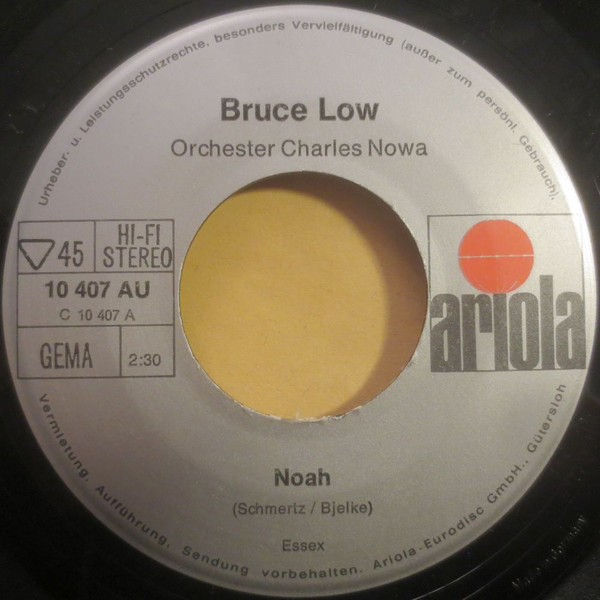 Urheber- u. Leistungsschutzrechte, besonders Vervielfältigung (außer zum persönl. Gebrauch),
Bruce Low
Orchester Charles Nowa
45
HI-FI
STEREO
10 407 AU
C 10 407 A
GEMA
2:30
ariola
Noah
(Schmertz / Bjelke)
Essex
Vermietung, Aufführung, Sendung vorbehalten. Ariola-Eurodisc GmbH., Gütersloh